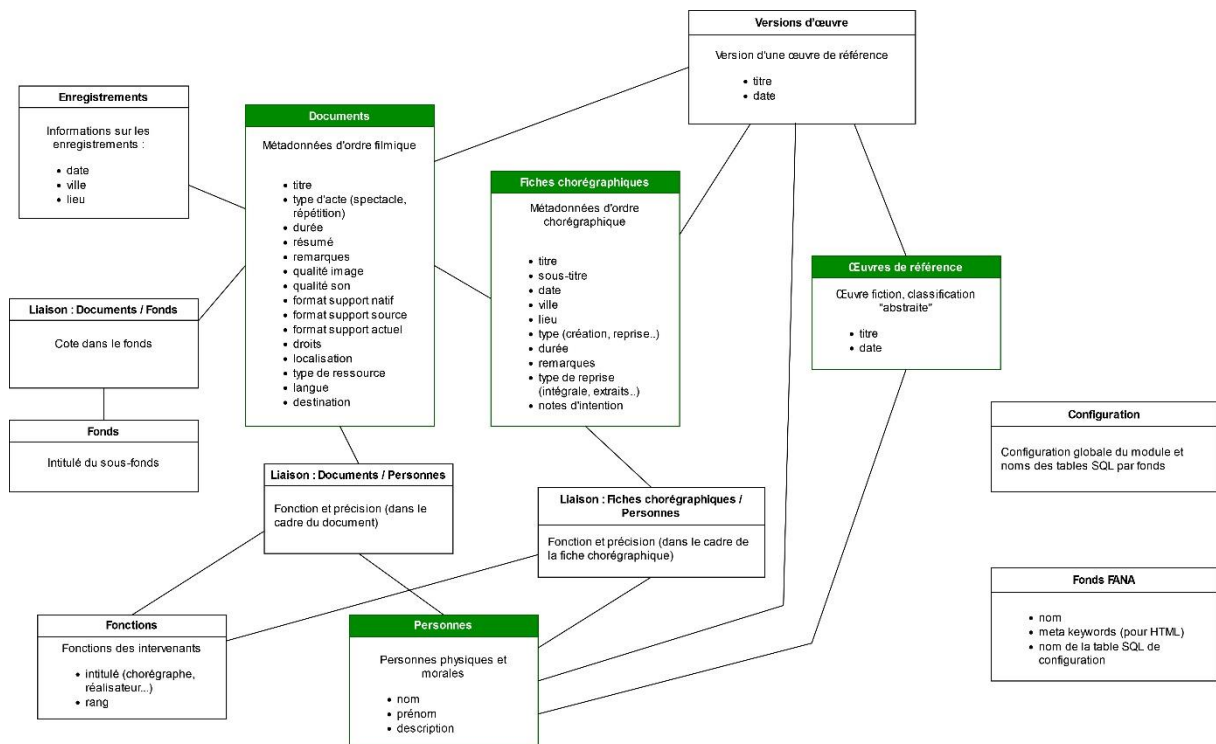 Versions d'œuvre
Version d'une œuvre de référence
• titre
• date
Enregistrements
Informations sur les
enregistrements :
• date
• ville
• lieu
Documents
Métadonnées d'ordre filmique
• titre
• type d'acte (spectacle,
répétition)
• durée
• résumé
• remarques
• qualité image
• qualité son
• format support natif
• format support source
• format support actuel
• droits
• localisation
• type de ressource
• langue
• destination
Fiches chorégraphiques
Métadonnées d'ordre
chorégraphique
• titre
• sous-titre
• date
• ville
• lieu
• type (création, reprise..)
• durée
• remarques
• type de reprise
(intégrale, extraits..)
• notes d'intention
Œuvres de référence
Œuvre fiction, classification
"abstraite"
• titre
• date
Liaison : Documents / Fonds
Cote dans le fonds
Fonds
Intitulé du sous-fonds
Configuration
Configuration globale du module et
noms des tables SQL par fonds
Liaison : Documents / Personnes
Fonction et précision (dans le
cadre du document)
Liaison : Fiches chorégraphiques /
Personnes
Fonction et précision (dans le cadre de
la fiche chorégraphique)
Fonctions
Fonctions des intervenants
• intitulé (chorégraphe,
réalisateur...)
• rang
Personnes
Personnes physiques et
morales
• nom
• prénom
• description
Fonds FANA
• nom
• meta keywords (pour HTML)
• nom de la table SQL de
configuration